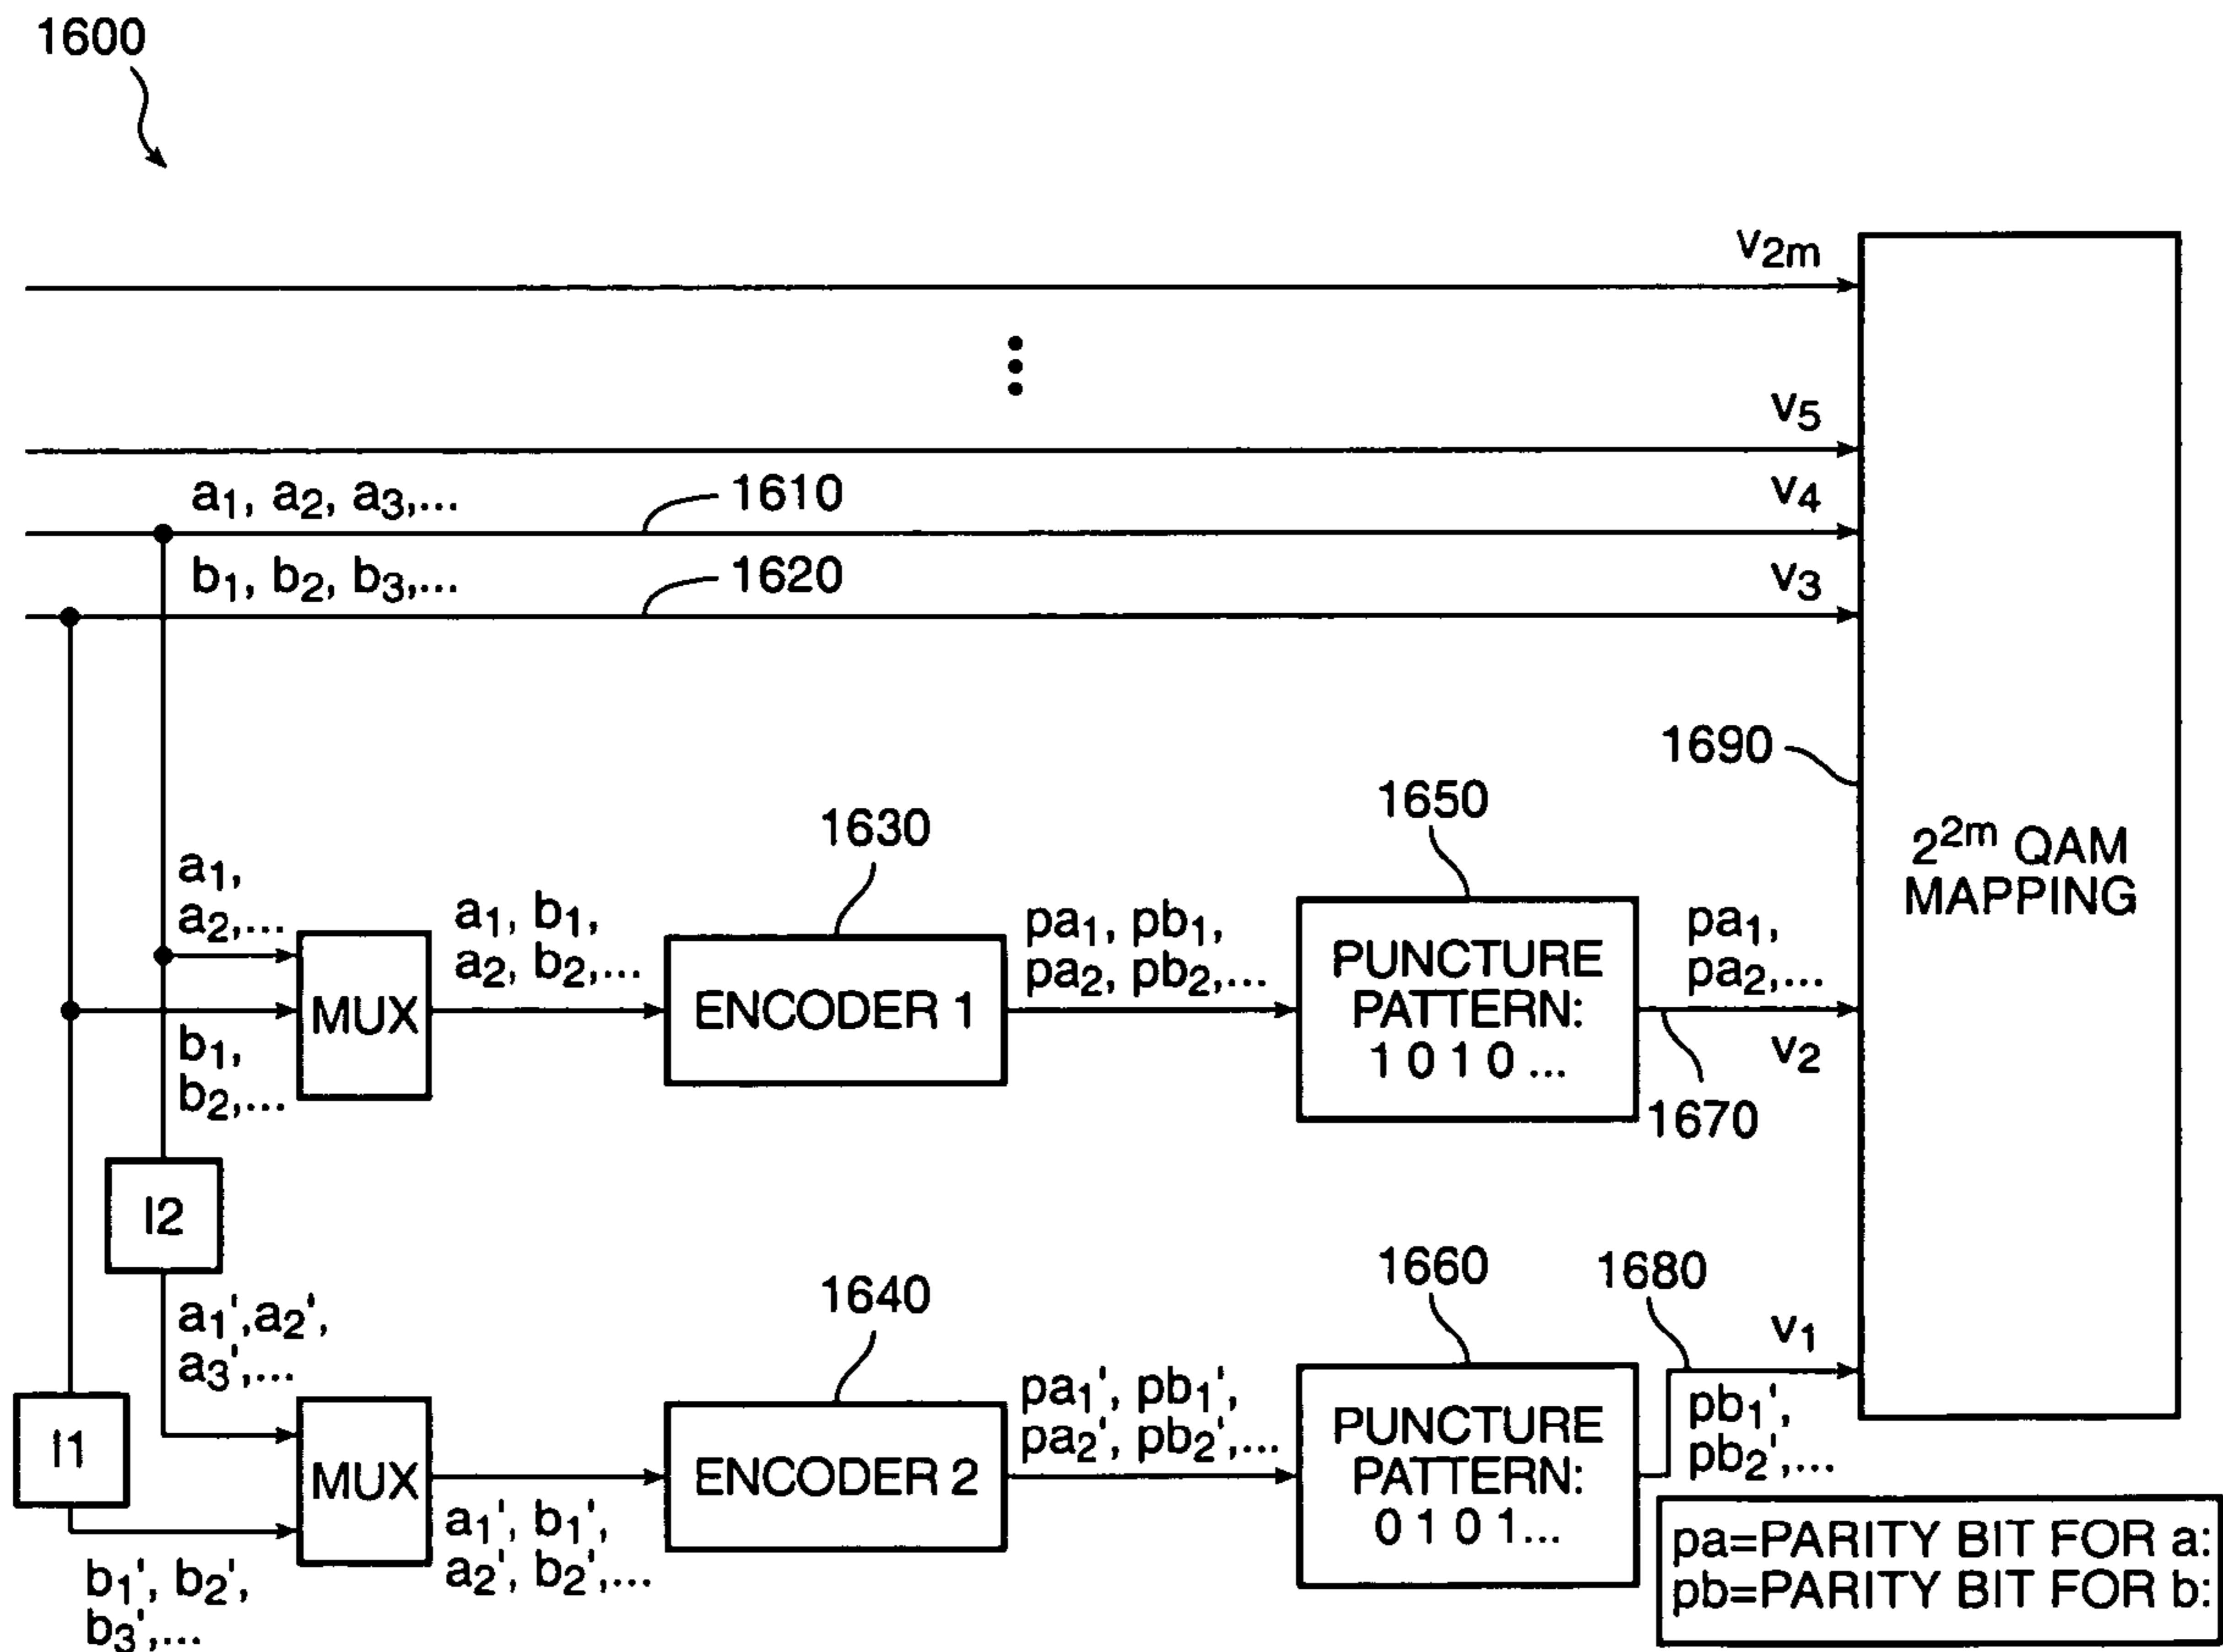 1600
v2m
v5
a1, a2, a3,...
1610
v4
b1, b2, b3,...
1620
v3
1690
2^2m QAM
MAPPING
a1,
a2,...
b1,
b2,...
MUX
a1, b1,
a2, b2,...
1630
ENCODER 1
pa1, pb1,
pa2, pb2,...
1650
PUNCTURE
PATTERN:
1 0 1 0 ...
pa1,
pa2,...
v2
1670
I2
a1',a2',
a3',...
I1
b1', b2',
b3',...
MUX
a1', b1',
a2', b2',...
1640
ENCODER 2
pa1', pb1',
pa2', pb2',...
1660
PUNCTURE
PATTERN:
0 1 0 1...
1680
v1
pb1',
pb2',...
pa=PARITY BIT FOR a:
pb=PARITY BIT FOR b: